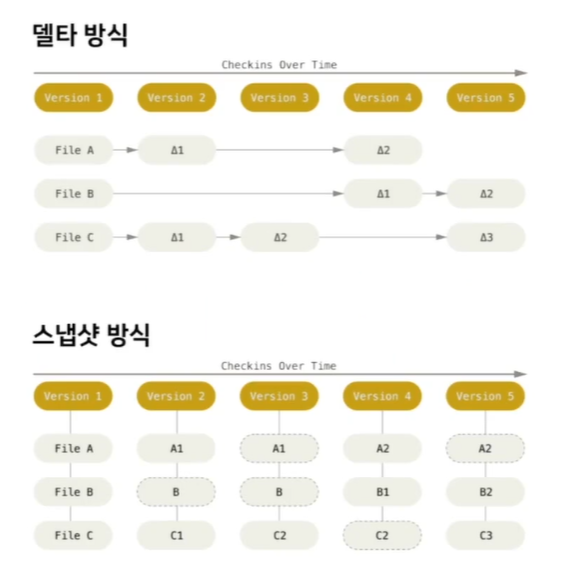 델타 방식
Checkins Over Time
Version 1 Version 2 Version 3 Version 4 Version 5
File A Δ1 Δ2
File B Δ1 Δ2
File C Δ1 Δ2 Δ3
스냅샷 방식
Checkins Over Time
Version 1 Version 2 Version 3 Version 4 Version 5
File A A1 A1 A2 A2
File B B B B1 B2
File C C1 C2 C2 C3